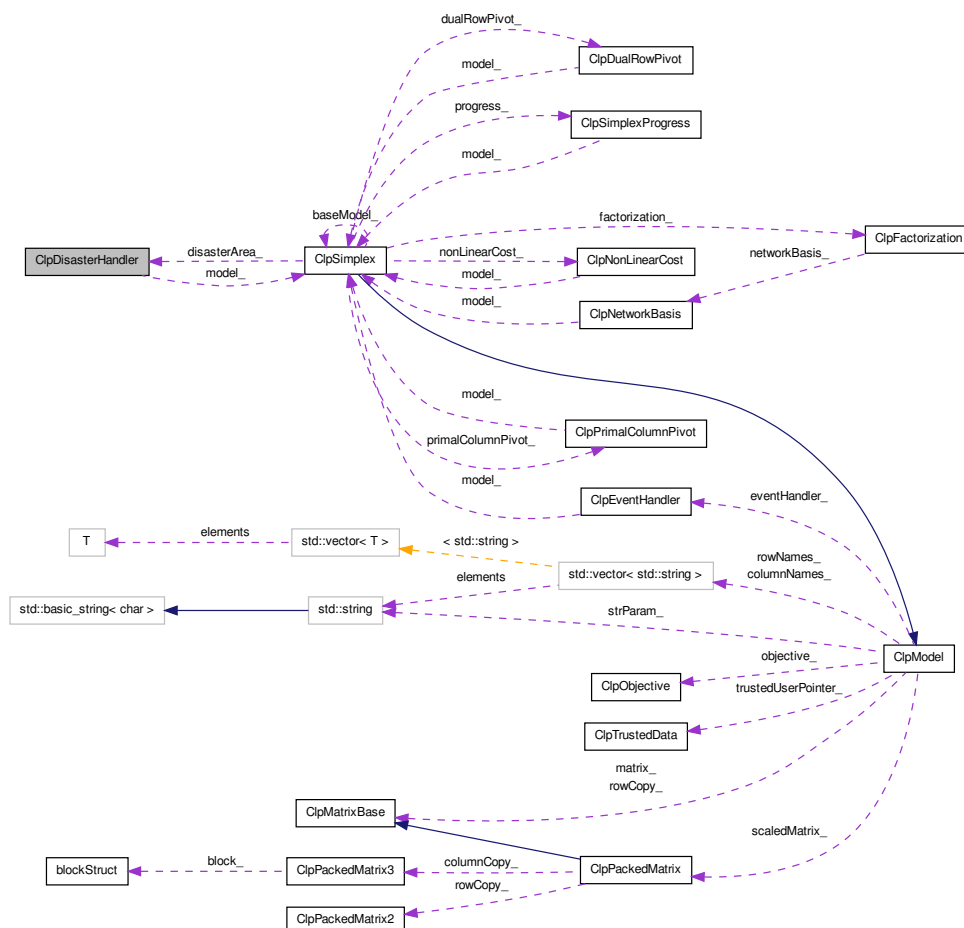 dualRowPivot_
ClpDualRowPivot
model_
progress_
ClpSimplexProgress
model_
baseModel_
factorization_
ClpFactorization
ClpDisasterHandler
disasterArea_
model_
ClpSimplex
nonLinearCost_
model_
ClpNonLinearCost
networkBasis_
model_
ClpNetworkBasis
model_
primalColumnPivot_
ClpPrimalColumnPivot
model_
ClpEventHandler
eventHandler_
T
elements
std::vector< T >
< std::string >
std::vector< std::string >
rowNames_
columnNames_
elements
std::basic_string< char >
std::string
strParam_
ClpModel
objective_
ClpObjective
trustedUserPointer_
ClpTrustedData
matrix_
rowCopy_
ClpMatrixBase
scaledMatrix_
blockStruct
block_
ClpPackedMatrix3
columnCopy_
rowCopy_
ClpPackedMatrix
ClpPackedMatrix2